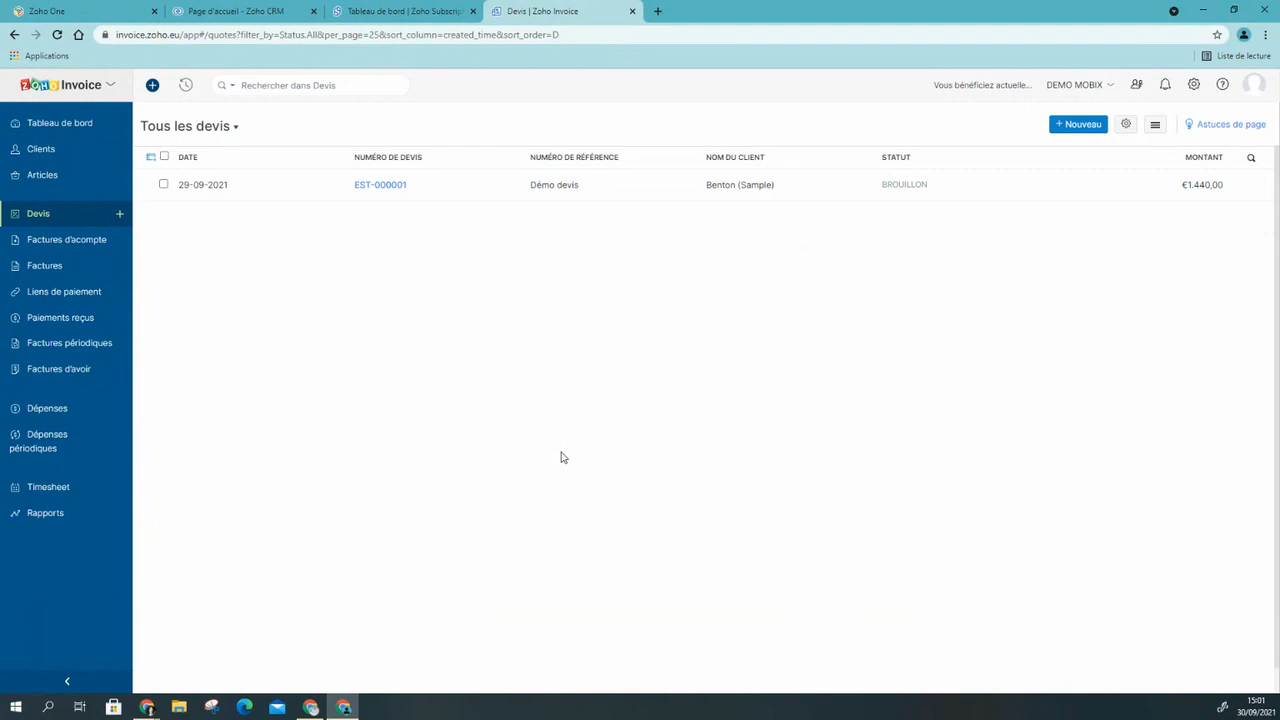 Zoho One
Page d'accueil - Zoho CRM
Tableau de bord | Zoho Subscrip
Devis | Zoho Invoice
invoice.zoho.eu/app#/quotes?filter_by=Status.All&per_page=25&sort_column=created_time&sort_order=D
Applications
Liste de lecture
ZOHO Invoice
Rechercher dans Devis
Vous bénéficiez actuelle...
DEMO MOBIX
Tableau de bord
Clients
Articles
Devis
Factures d'acompte
Factures
Liens de paiement
Paiements reçus
Factures périodiques
Factures d'avoir
Dépenses
Dépenses
périodiques
Timesheet
Rapports
Tous les devis
+ Nouveau
Astuces de page
DATE NUMÉRO DE DEVIS NUMÉRO DE RÉFÉRENCE NOM DU CLIENT STATUT MONTANT
29-09-2021 EST-000001 Démo devis Benton (Sample) BROUILLON €1.440,00
15:01
30/09/2021